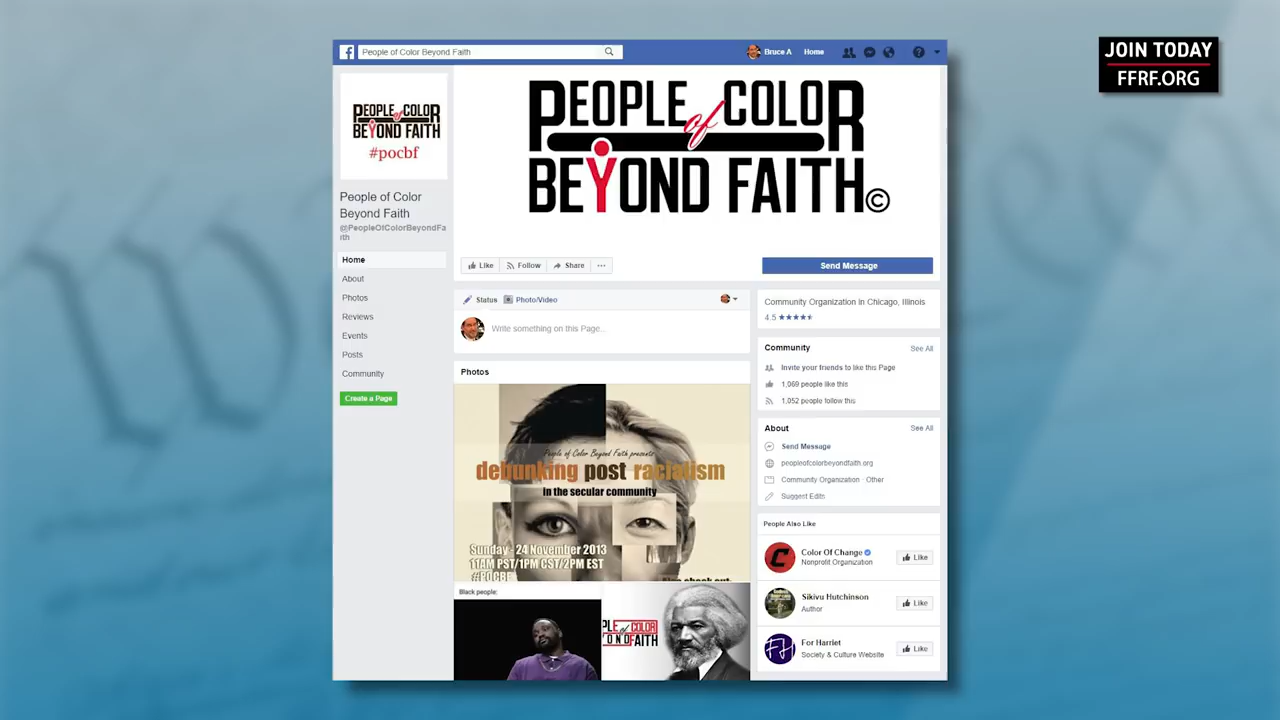 JOIN TODAY
FFRF.ORG
People of Color Beyond Faith
Bruce A
Home
PEOPLE of COLOR
BEYOND FAITH
#pocbf
PEOPLE of COLOR
BEYOND FAITH©
People of Color
Beyond Faith
@PeopleOfColorBeyondFa
ith
Home
About
Photos
Reviews
Events
Posts
Community
Create a Page
Like
Follow
Share
Send Message
Status
Photo/Video
Write something on this Page...
Photos
People of Color Beyond Faith presents
debunking post racialism
in the secular community
Sunday - 24 November 2013
11AM PST/1PM CST/2PM EST
#POCBF
Also check out:
Black people:
Community Organization in Chicago, Illinois
4.5 ★★★★★
Community
See All
Invite your friends to like this Page
1,069 people like this
1,052 people follow this
About
See All
Send Message
peopleofcolorbeyondfaith.org
Community Organization · Other
Suggest Edits
People Also Like
Color Of Change
Nonprofit Organization
Like
Sikivu Hutchinson
Author
Like
For Harriet
Society & Culture Website
Like